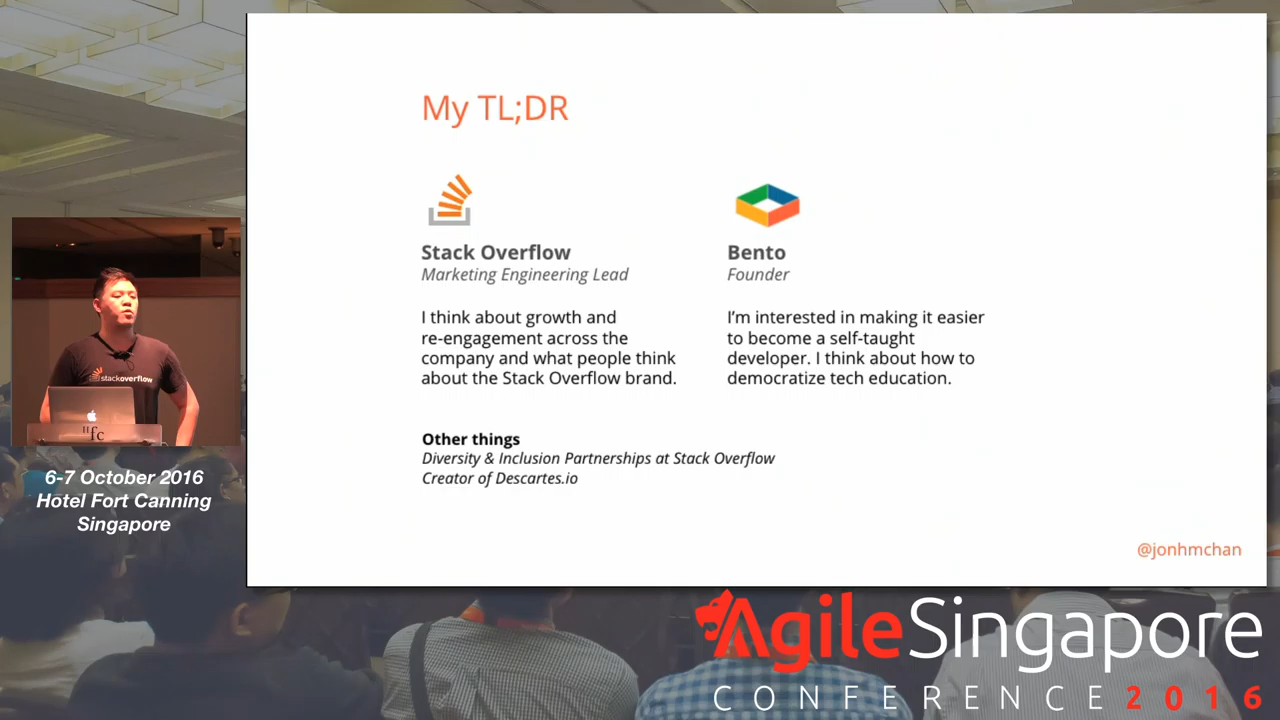 My TL;DR
Stack Overflow
Marketing Engineering Lead
I think about growth and
re-engagement across the
company and what people think
about the Stack Overflow brand.
Bento
Founder
I'm interested in making it easier
to become a self-taught
developer. I think about how to
democratize tech education.
Other things
Diversity & Inclusion Partnerships at Stack Overflow
Creator of Descartes.io
@jonhmchan
stackoverflow
"fc
6-7 October 2016
Hotel Fort Canning
Singapore
AgileSingapore
CONFERENCE 2016